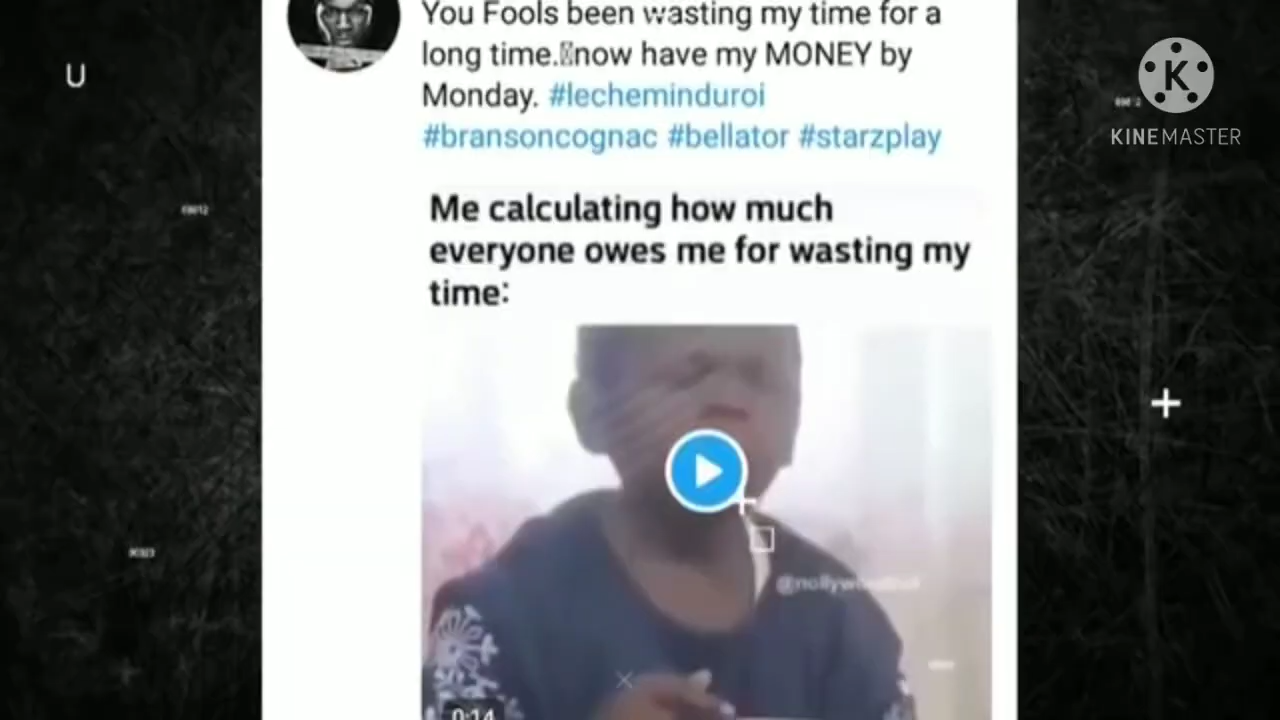 You Fools been wasting my time for a
long time.now have my MONEY by
Monday. #lecheminduroi
#bransoncognac #bellator #starzplay
U
K
KINEMASTER
Me calculating how much
everyone owes me for wasting my
time:
0:14